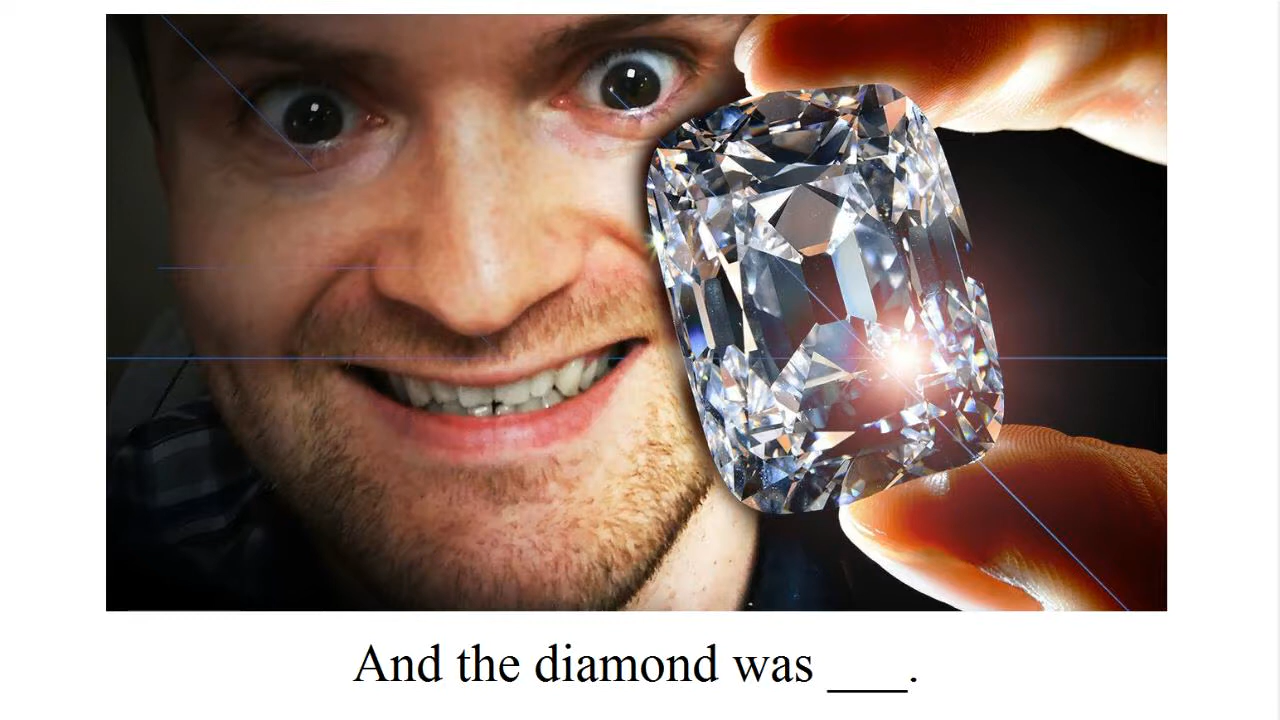 And the diamond was ___.